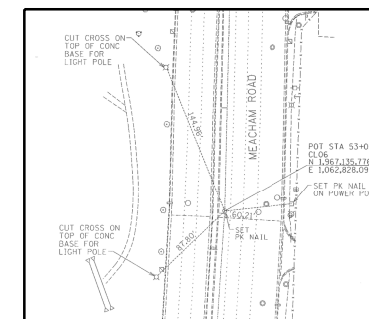 CUT CROSS ON
TOP OF CONC
BASE FOR
LIGHT POLE
144.98'
MEACHAM ROAD
POT STA 53+0
CL06
N 1,967,135.776
E 1,062,828.09
SET PK NAIL
ON POWER PO
60.21'
SET
PK NAIL
CUT CROSS ON
TOP OF CONC
BASE FOR
LIGHT POLE
87.80'